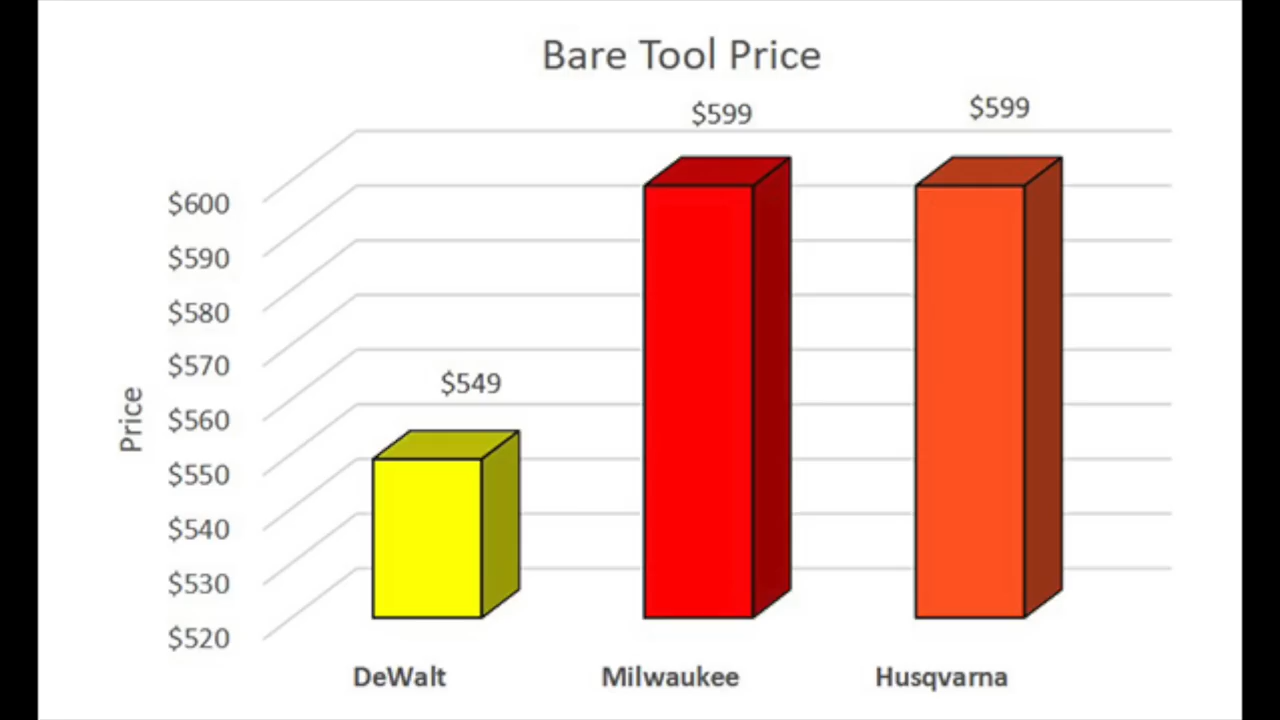 Bare Tool Price
$599
$599
$600
$590
$580
$570
$549
$560
$550
$540
$530
$520
Price
DeWalt
Milwaukee
Husqvarna